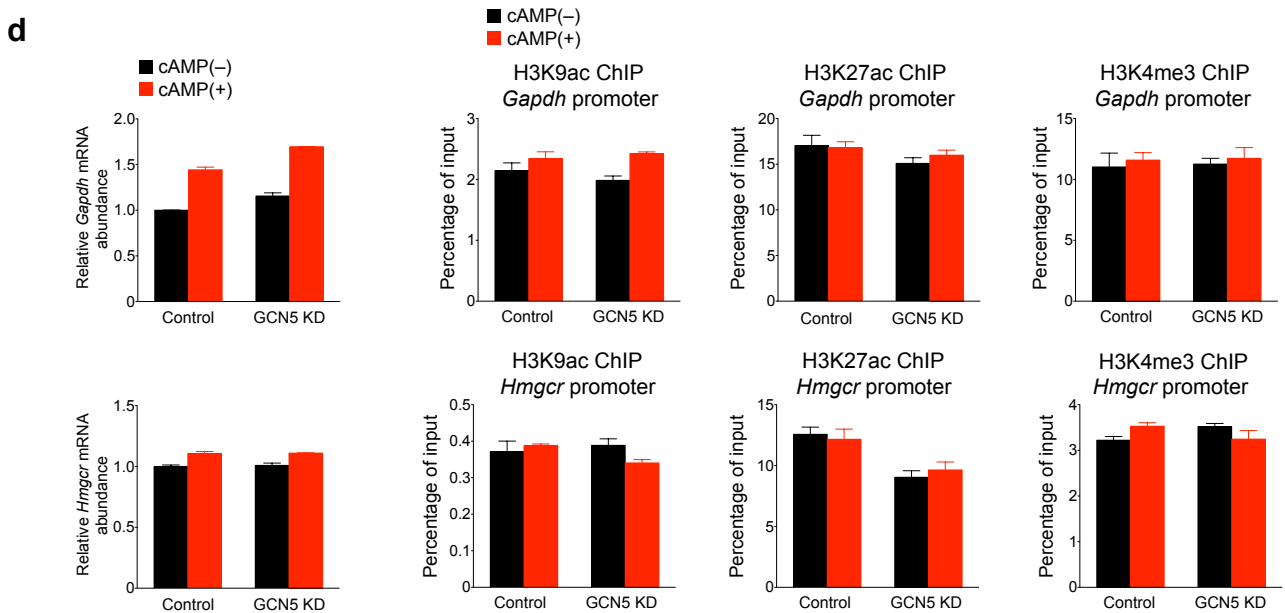 d
cAMP(–)
cAMP(+)
Relative Gapdh mRNA
abundance
2.0
1.5
1.0
0.5
0
Control
GCN5 KD
cAMP(–)
cAMP(+)
H3K9ac ChIP
Gapdh promoter
Percentage of input
3
2
1
0
Control
GCN5 KD
H3K27ac ChIP
Gapdh promoter
Percentage of input
20
15
10
5
0
Control
GCN5 KD
H3K4me3 ChIP
Gapdh promoter
Percentage of input
15
10
5
0
Control
GCN5 KD
Relative Hmgcr mRNA
abundance
1.5
1.0
0.5
0
Control
GCN5 KD
H3K9ac ChIP
Hmgcr promoter
Percentage of input
0.5
0.4
0.3
0.2
0.1
0
Control
GCN5 KD
H3K27ac ChIP
Hmgcr promoter
Percentage of input
15
10
5
0
Control
GCN5 KD
H3K4me3 ChIP
Hmgcr promoter
Percentage of input
4
3
2
1
0
Control
GCN5 KD